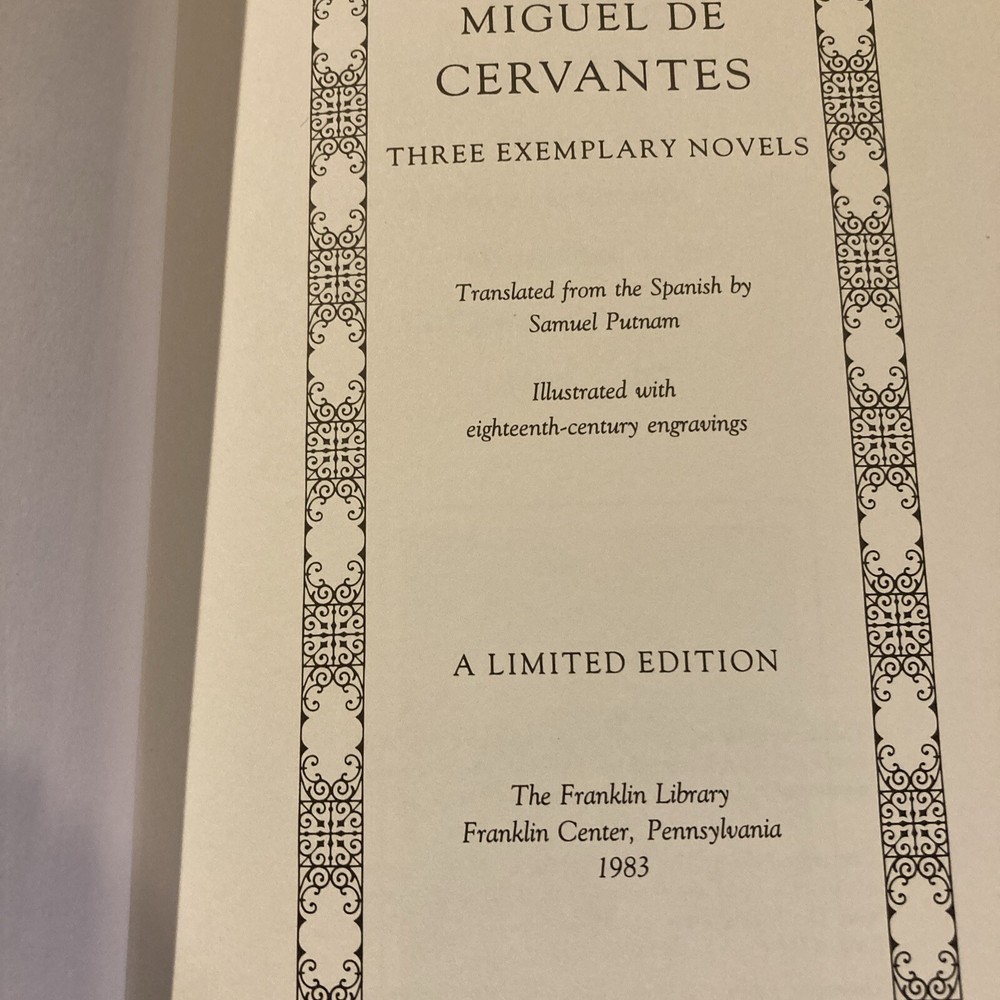 MIGUEL DE
CERVANTES
THREE EXEMPLARY NOVELS
Translated from the Spanish by
Samuel Putnam
Illustrated with
eighteenth-century engravings
A LIMITED EDITION
The Franklin Library
Franklin Center, Pennsylvania
1983